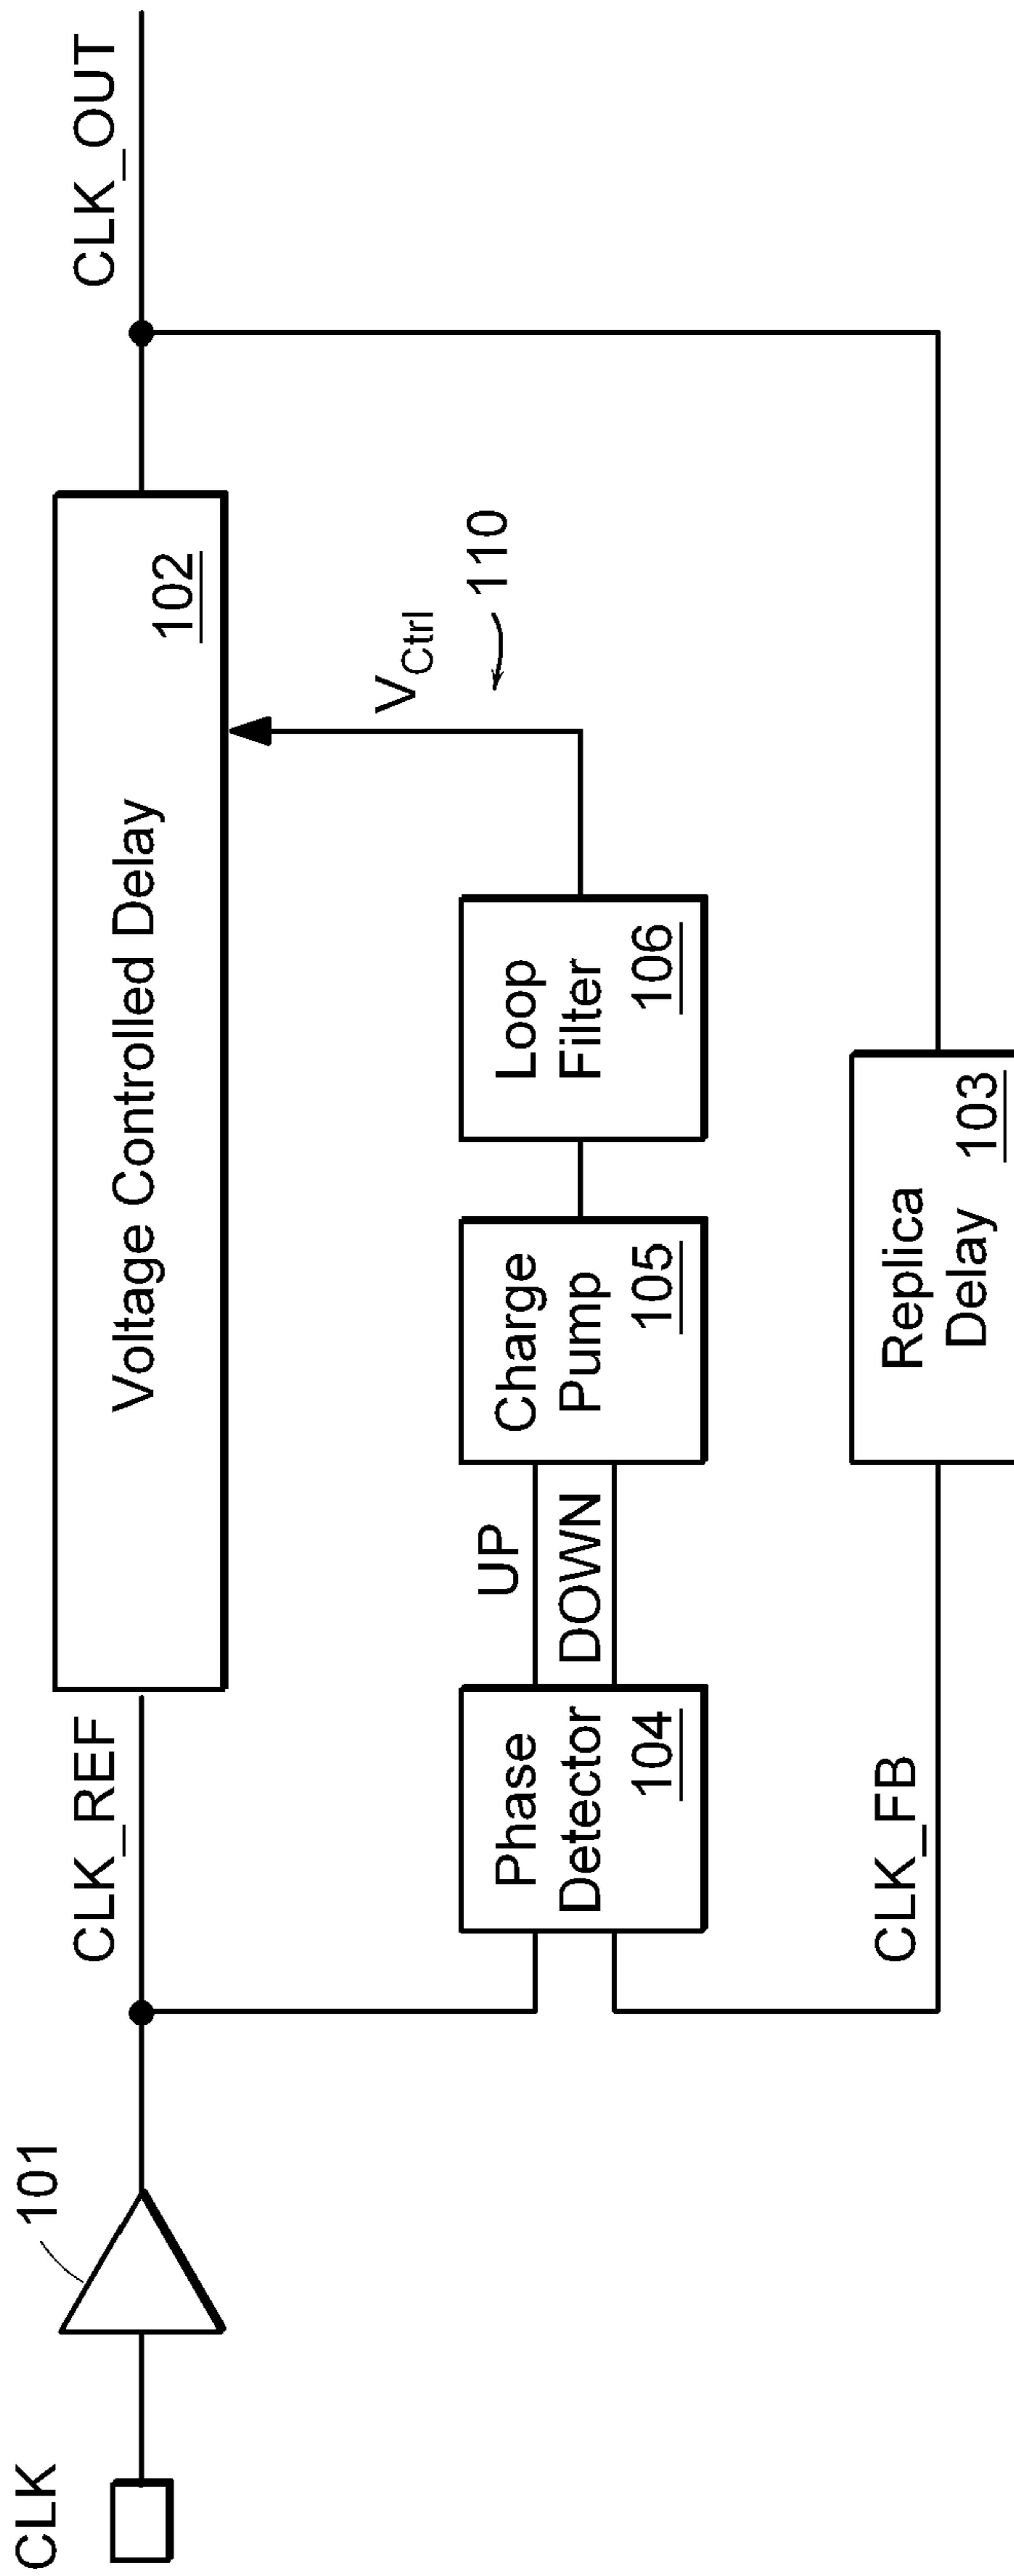 CLK
101
CLK_REF
Voltage Controlled Delay
102
CLK_OUT
Phase
Detector
104
UP
DOWN
Charge
Pump
105
Loop
Filter
106
VCtrl
110
CLK_FB
Replica
Delay
103